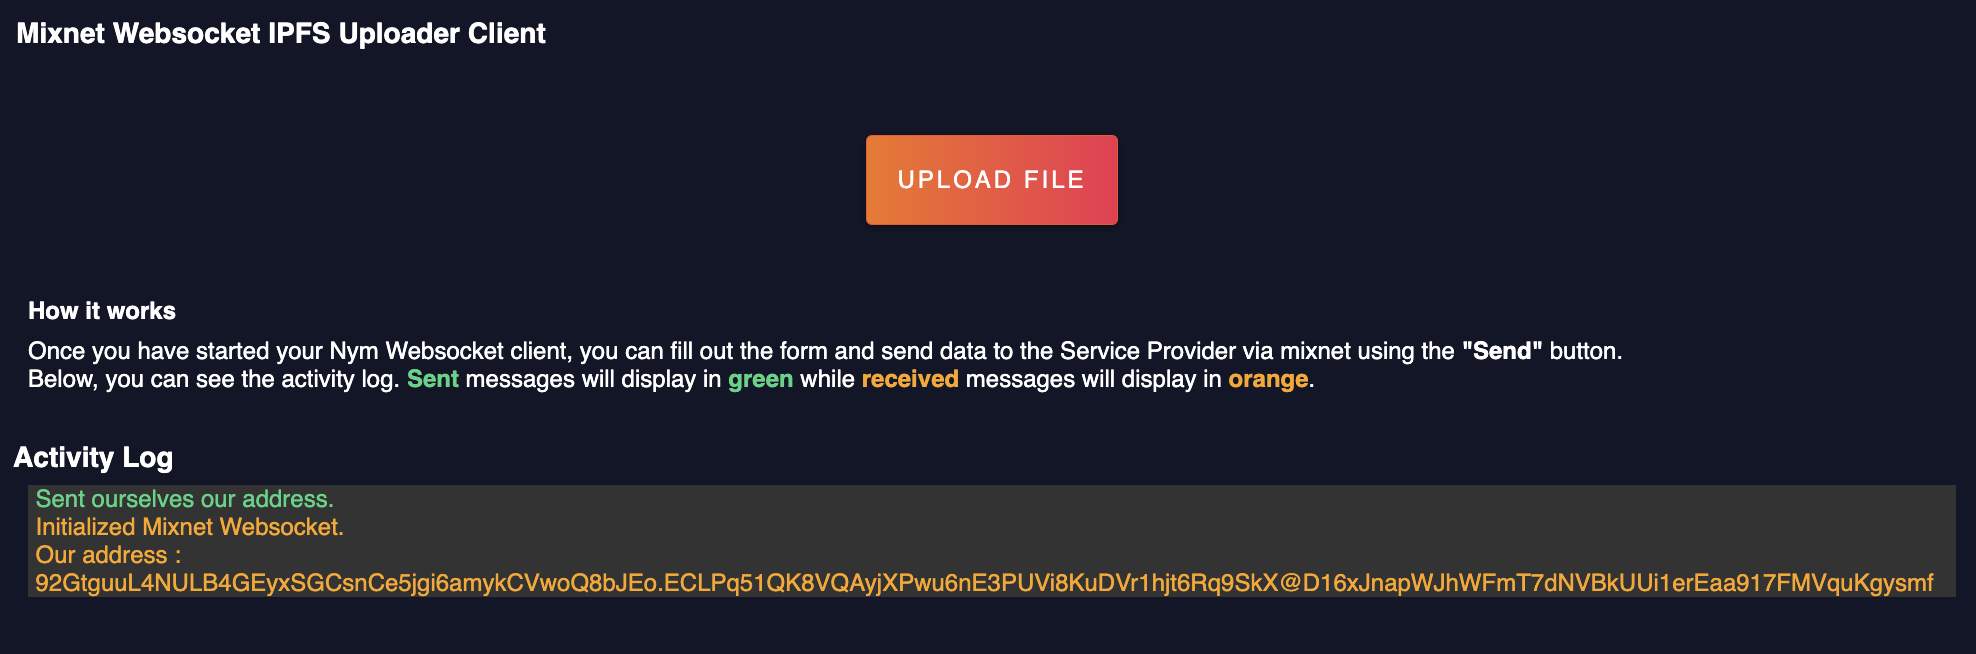 Mixnet Websocket IPFS Uploader Client
UPLOAD FILE
How it works
Once you have started your Nym Websocket client, you can fill out the form and send data to the Service Provider via mixnet using the "Send" button.
Below, you can see the activity log. Sent messages will display in green while received messages will display in orange.
Activity Log
Sent ourselves our address.
Initialized Mixnet Websocket.
Our address :
92GtguuL4NULB4GEyxSGCsnCe5jgi6amykCVwoQ8bJEo.ECLPq51QK8VQAyjXPwu6nE3PUVi8KuDVr1hjt6Rq9SkX@D16xJnapWJhWFmT7dNVBkUUi1erEaa917FMVquKgysmf